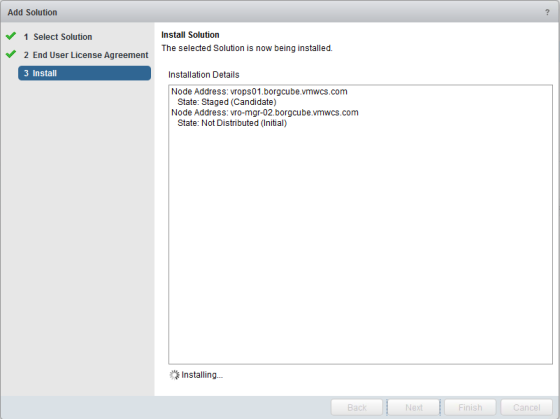 Add Solution
?
1 Select Solution
2 End User License Agreement
3 Install
Install Solution
The selected Solution is now being installed.
Installation Details
Node Address: vrops01.borgcube.vmwcs.com
State: Staged (Candidate)
Node Address: vro-mgr-02.borgcube.vmwcs.com
State: Not Distributed (Initial)
Installing...
Back Next Finish Cancel